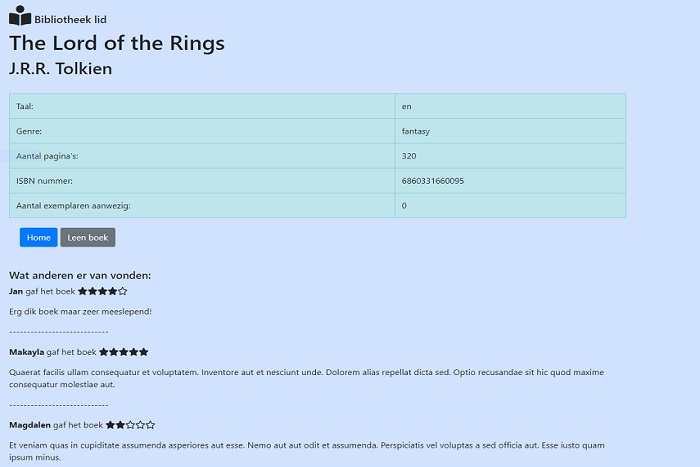 Bibliotheek lid
The Lord of the Rings
J.R.R. Tolkien
Taal: en
Genre: fantasy
Aantal pagina's: 320
ISBN nummer: 6860331660095
Aantal exemplaren aanwezig: 0
Home Leen boek
Wat anderen er van vonden:
Jan gaf het boek ★★★★☆
Erg dik boek maar zeer meeslepend!
----------------------------
Makayla gaf het boek ★★★★★
Quaerat facilis ullam consequatur et voluptatem. Inventore aut et nesciunt unde. Dolorem alias repellat dicta sed. Optio recusandae sit hic quod maxime
consequatur molestiae aut.
----------------------------
Magdalen gaf het boek ★★☆☆☆
Et veniam quas in cupiditate assumenda asperiores aut esse. Nemo aut aut odit et assumenda. Perspiciatis vel voluptas a sed officia aut. Esse iusto quam
ipsum minus.